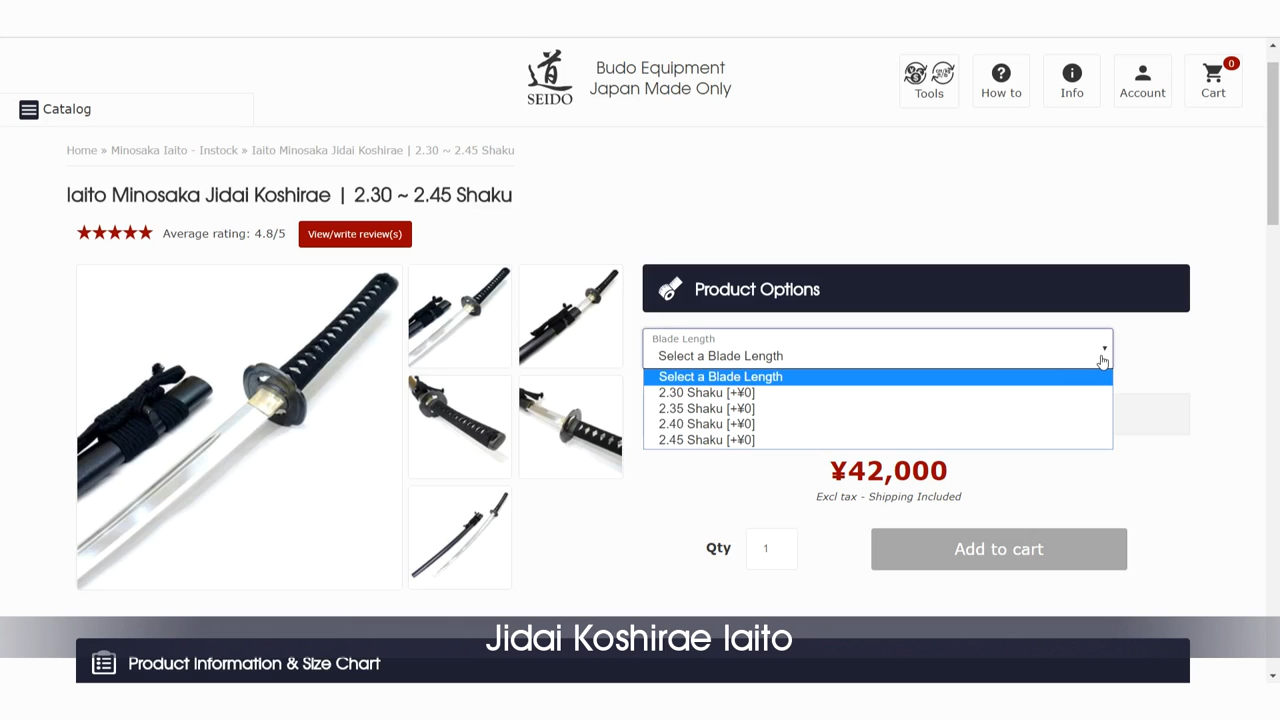 道
SEIDO
Budo Equipment
Japan Made Only
Tools
How to
Info
Account
0
Cart
Catalog
Home » Minosaka Iaito - Instock » Iaito Minosaka Jidai Koshirae | 2.30 ~ 2.45 Shaku
Iaito Minosaka Jidai Koshirae | 2.30 ~ 2.45 Shaku
★★★★★ Average rating: 4.8/5 View/write review(s)
Product Options
Blade Length
Select a Blade Length
Select a Blade Length
2.30 Shaku [+¥0]
2.35 Shaku [+¥0]
2.40 Shaku [+¥0]
2.45 Shaku [+¥0]
¥42,000
Excl tax - Shipping Included
Qty 1 Add to cart
Jidai Koshirae Iaito
Product Information & Size Chart